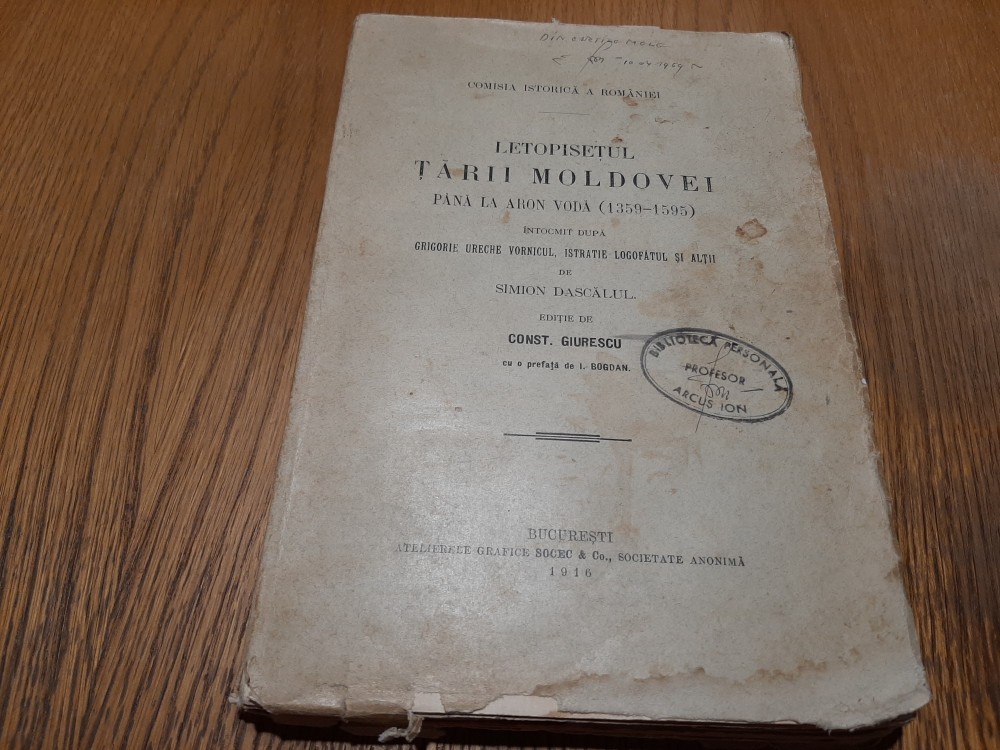 COMISIA ISTORICĂ A ROMÂNIEI
LETOPISEȚUL
ȚĂRII MOLDOVEI
PÂNĂ LA ARON VODĂ (1359–1595)
ÎNTOCMIT DUPĂ
GRIGORIE URECHE VORNICUL, ISTRATIE LOGOFĂTUL ȘI ALȚII
DE
SIMION DASCĂLUL.
EDIȚIE DE
CONST. GIURESCU
cu o prefață de I. BOGDAN.
BIBLIOTECA PERSONALĂ
PROFESOR
ARCUS ION
BUCUREȘTI
ATELIERELE GRAFICE SOCEC & Co., SOCIETATE ANONIMĂ
1916